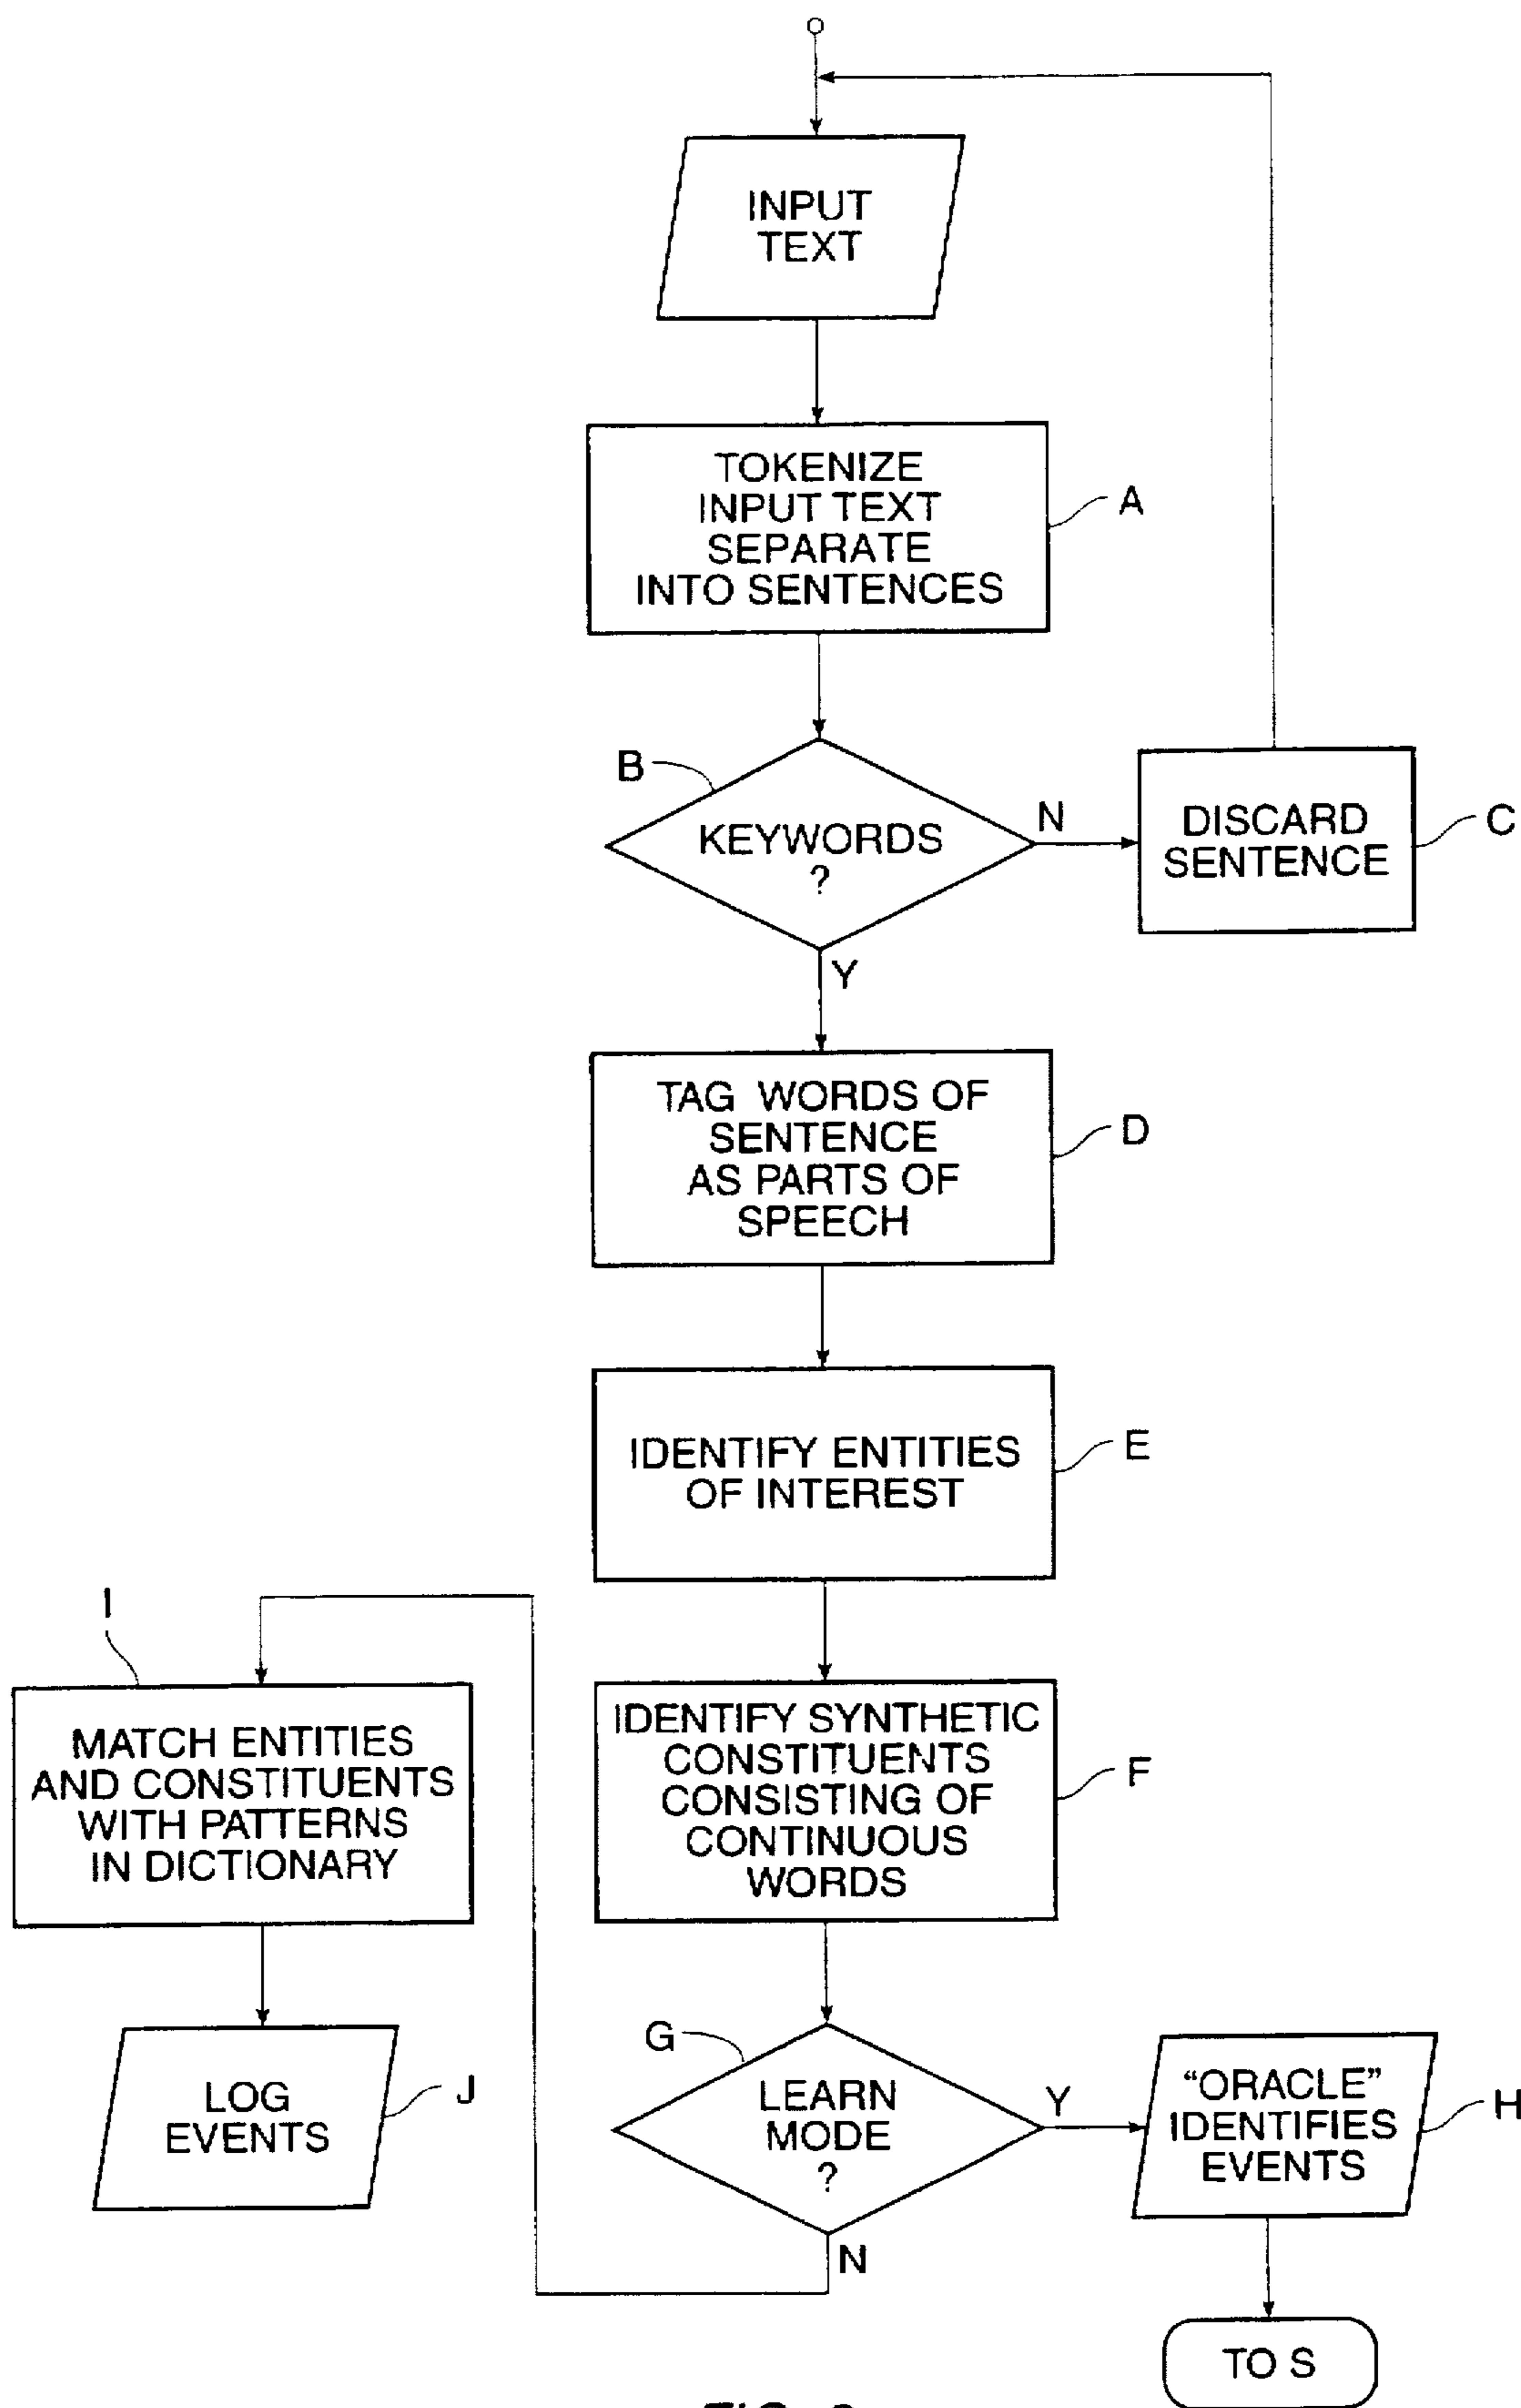 INPUT
TEXT
TOKENIZE
INPUT TEXT
SEPARATE
INTO SENTENCES
A
B
KEYWORDS
?
N
DISCARD
SENTENCE
C
Y
TAG WORDS OF
SENTENCE
AS PARTS OF
SPEECH
D
IDENTIFY ENTITIES
OF INTEREST
E
I
MATCH ENTITIES
AND CONSTITUENTS
WITH PATTERNS
IN DICTIONARY
IDENTIFY SYNTHETIC
CONSTITUENTS
CONSISTING OF
CONTINUOUS
WORDS
F
G
LEARN
MODE
?
Y
"ORACLE"
IDENTIFIES
EVENTS
H
LOG
EVENTS
J
N
TO S